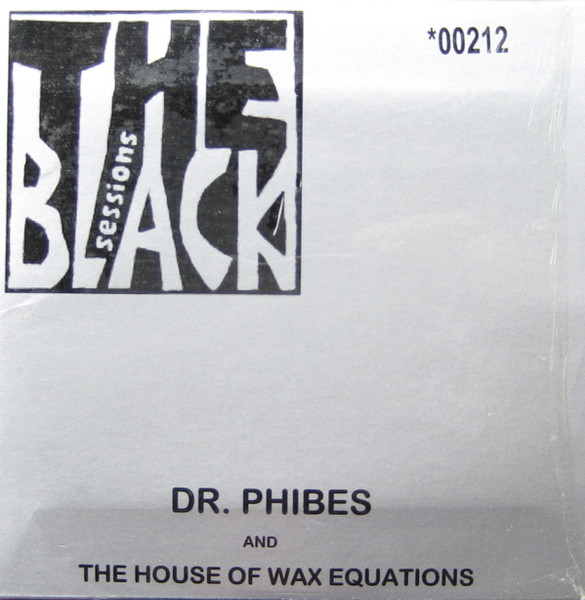 THE
BLACK
sessions
*00212
DR. PHIBES
AND
THE HOUSE OF WAX EQUATIONS